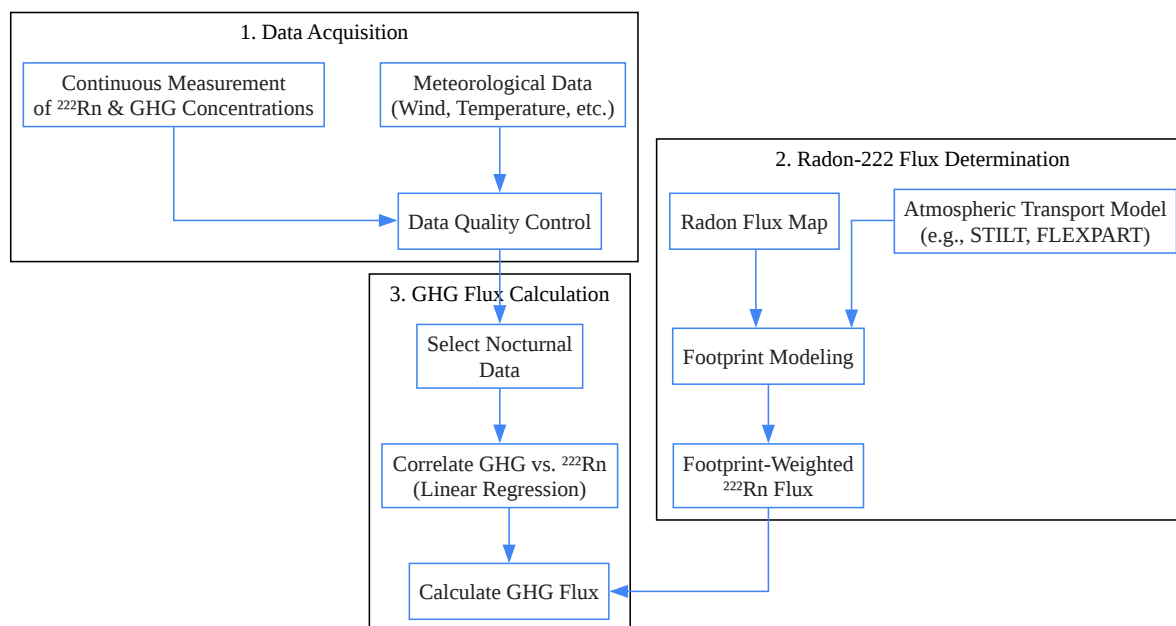 1. Data Acquisition
Continuous Measurement
of ²²²Rn & GHG Concentrations
Meteorological Data
(Wind, Temperature, etc.)
Data Quality Control
2. Radon-222 Flux Determination
Radon Flux Map
Atmospheric Transport Model
(e.g., STILT, FLEXPART)
Footprint Modeling
Footprint-Weighted
²²²Rn Flux
3. GHG Flux Calculation
Select Nocturnal
Data
Correlate GHG vs. ²²²Rn
(Linear Regression)
Calculate GHG Flux